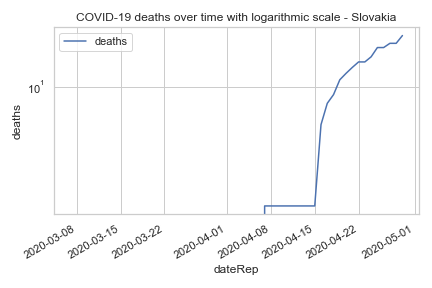 COVID-19 deaths over time with logarithmic scale - Slovakia
deaths
10¹
deaths
2020-03-08
2020-03-15
2020-03-22
2020-04-01
2020-04-08
2020-04-15
2020-04-22
2020-05-01
dateRep